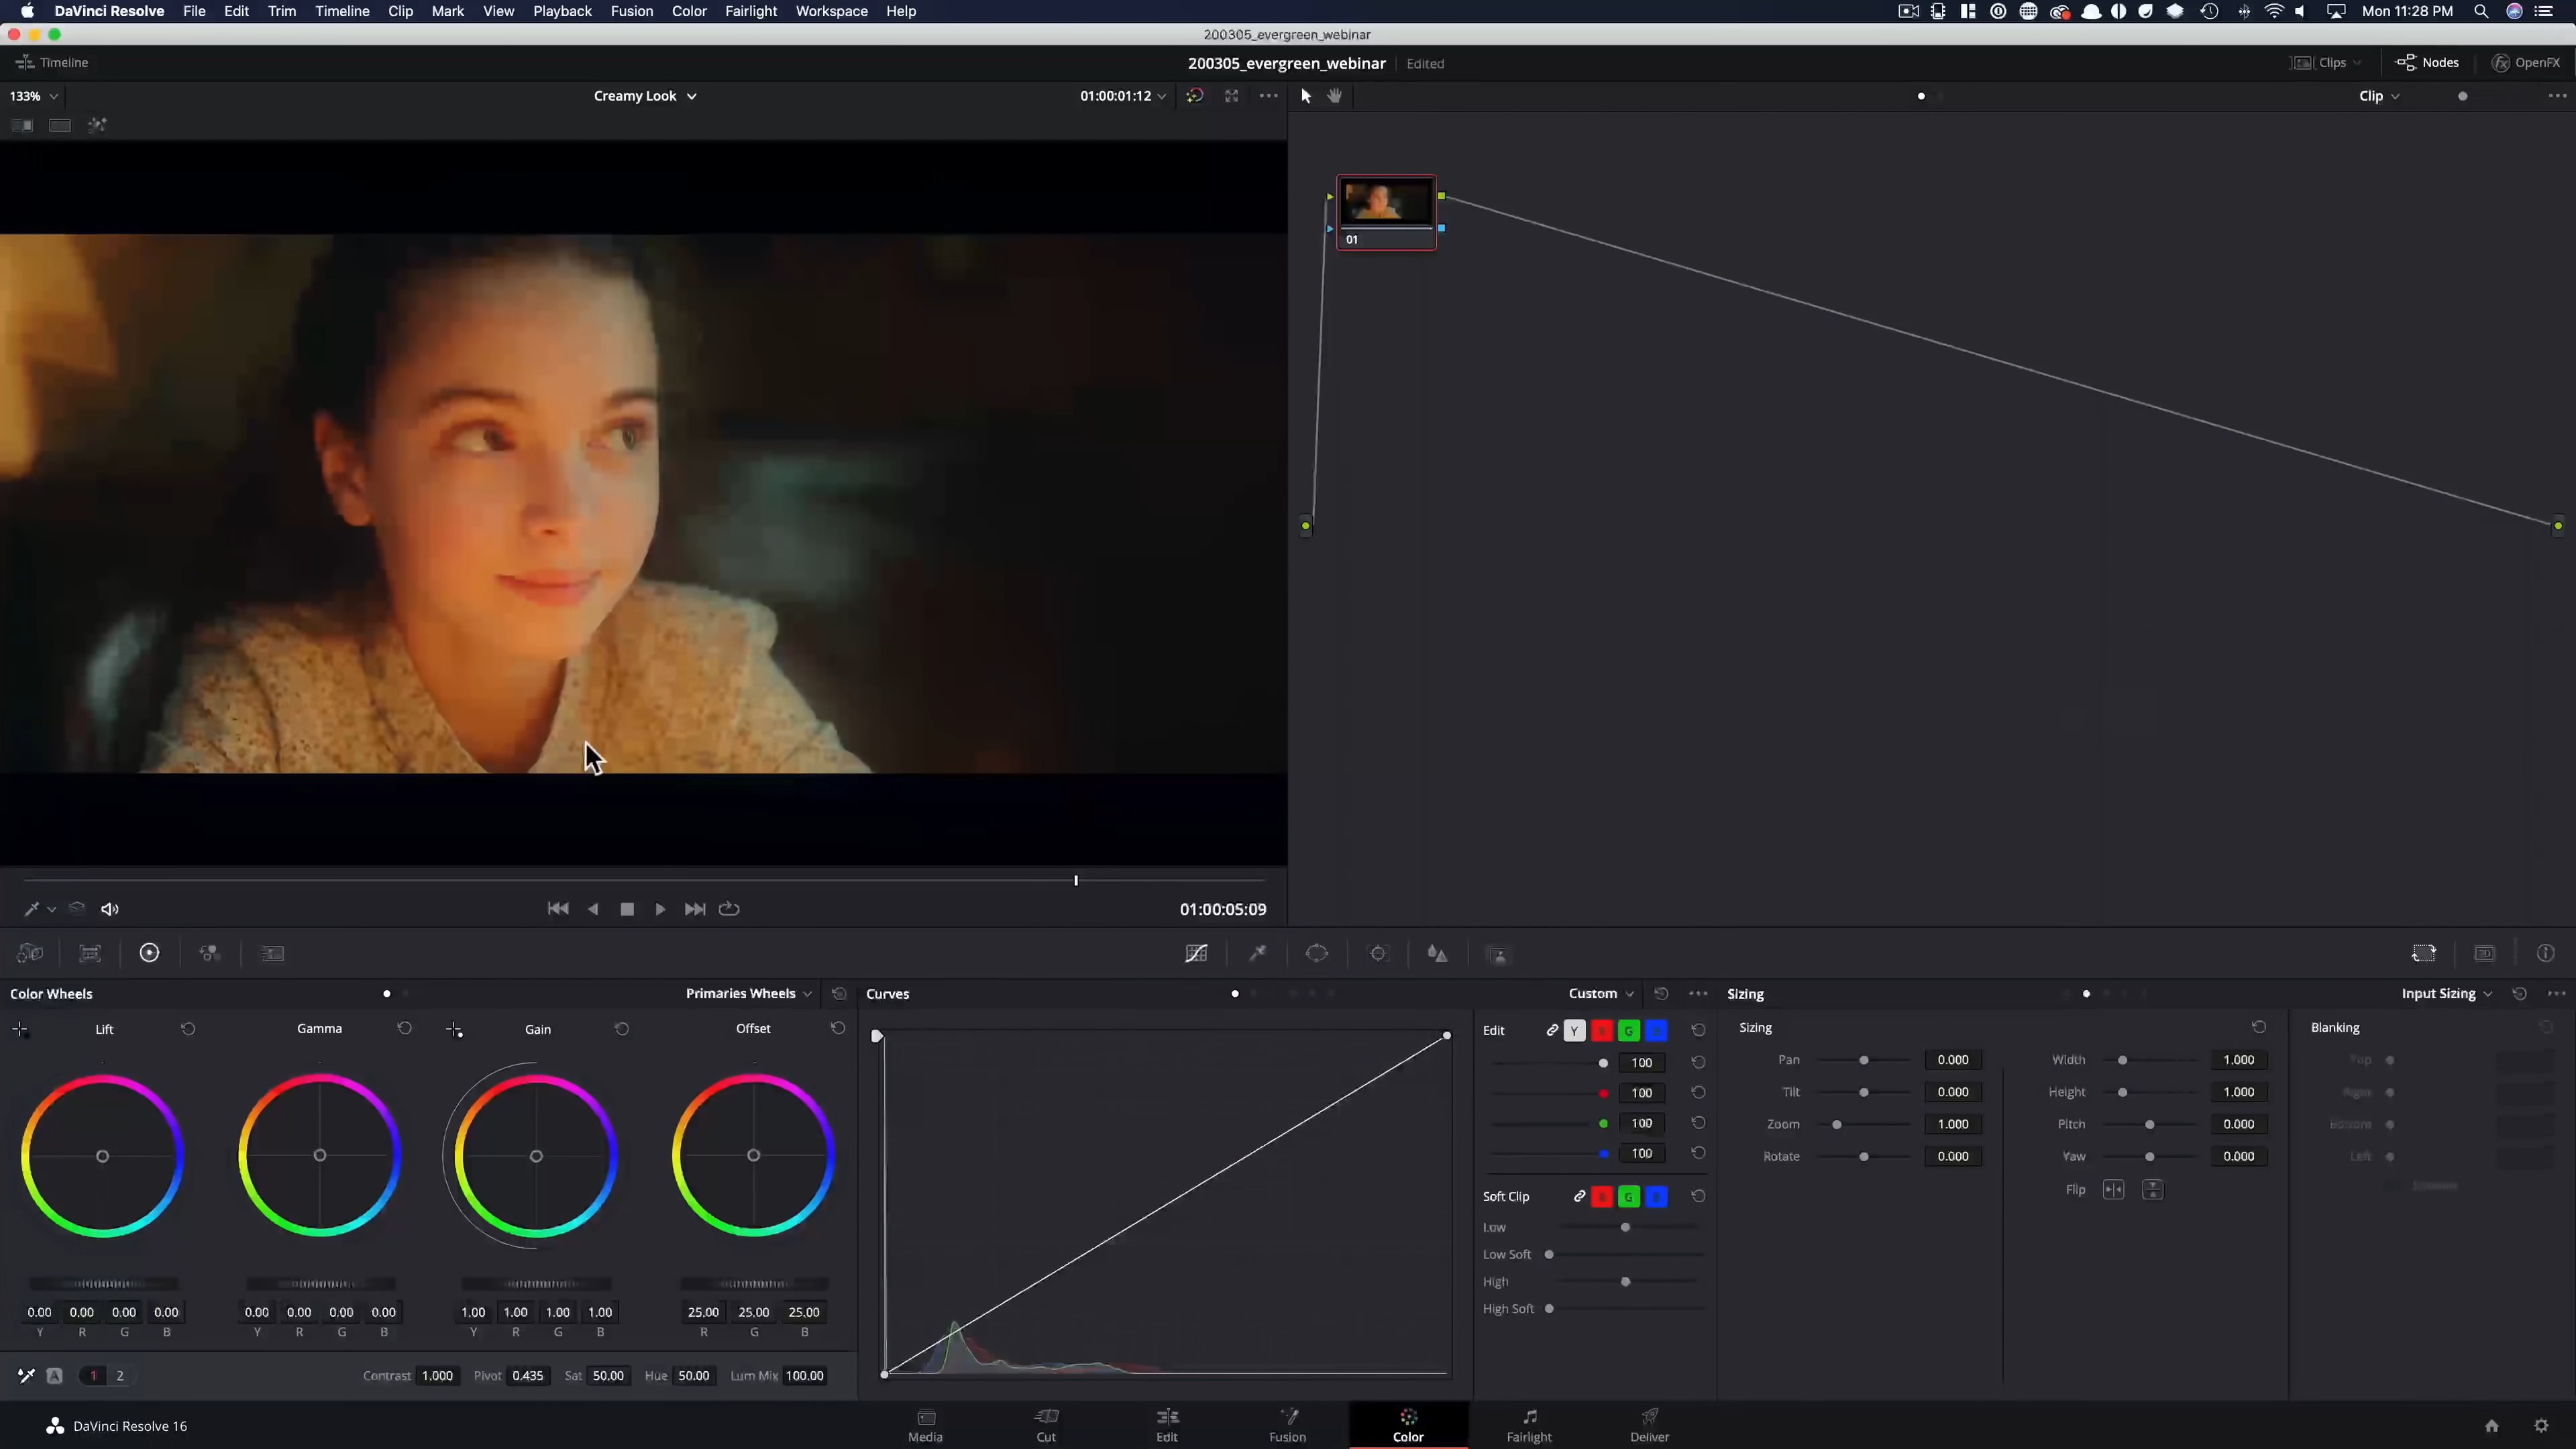 DaVinci Resolve File Edit Trim Timeline Clip Mark View Playback Fusion Color Fairlight Workspace Help Mon 11:28 PM
200305_evergreen_webinar
Timeline 200305_evergreen_webinar Edited Clips Nodes OpenFX
133% Creamy Look 01:00:01:12 Clip
01
01:00:05:09
Color Wheels Primaries Wheels Curves Custom Sizing Input Sizing
Lift Gamma Gain Offset Edit Y R G Sizing Blanking
100 Pan 0.000 Width 1.000 Top
100 Tilt 0.000 Height 1.000 Right
100 Zoom 1.000 Pitch 0.000 Bottom
100 Rotate 0.000 Yaw 0.000 Left
Flip
Soft Clip R G
Low
Low Soft
High
High Soft
0.00 0.00 0.00 0.00 0.00 0.00 0.00 0.00 1.00 1.00 1.00 1.00 25.00 25.00 25.00
Y R G B Y R G B Y R G B R G B
A 1 2 Contrast 1.000 Pivot 0.435 Sat 50.00 Hue 50.00 Lum Mix 100.00
DaVinci Resolve 16 Media Cut Edit Fusion Color Fairlight Deliver